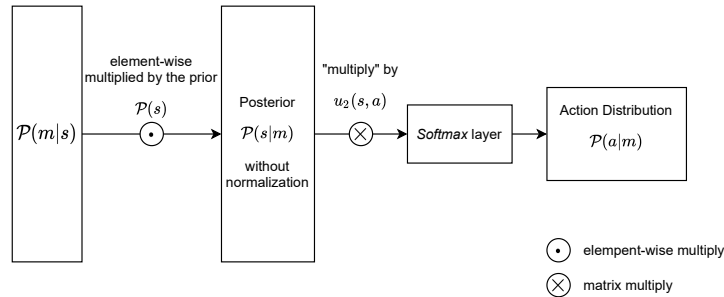 𝒫(m|s)
element-wise
multiplied by the prior
𝒫(s)
Posterior
𝒫(s|m)
without
normalization
"multiply" by
u₂(s, a)
Softmax layer
Action Distribution
𝒫(a|m)
elempent-wise multiply
matrix multiply